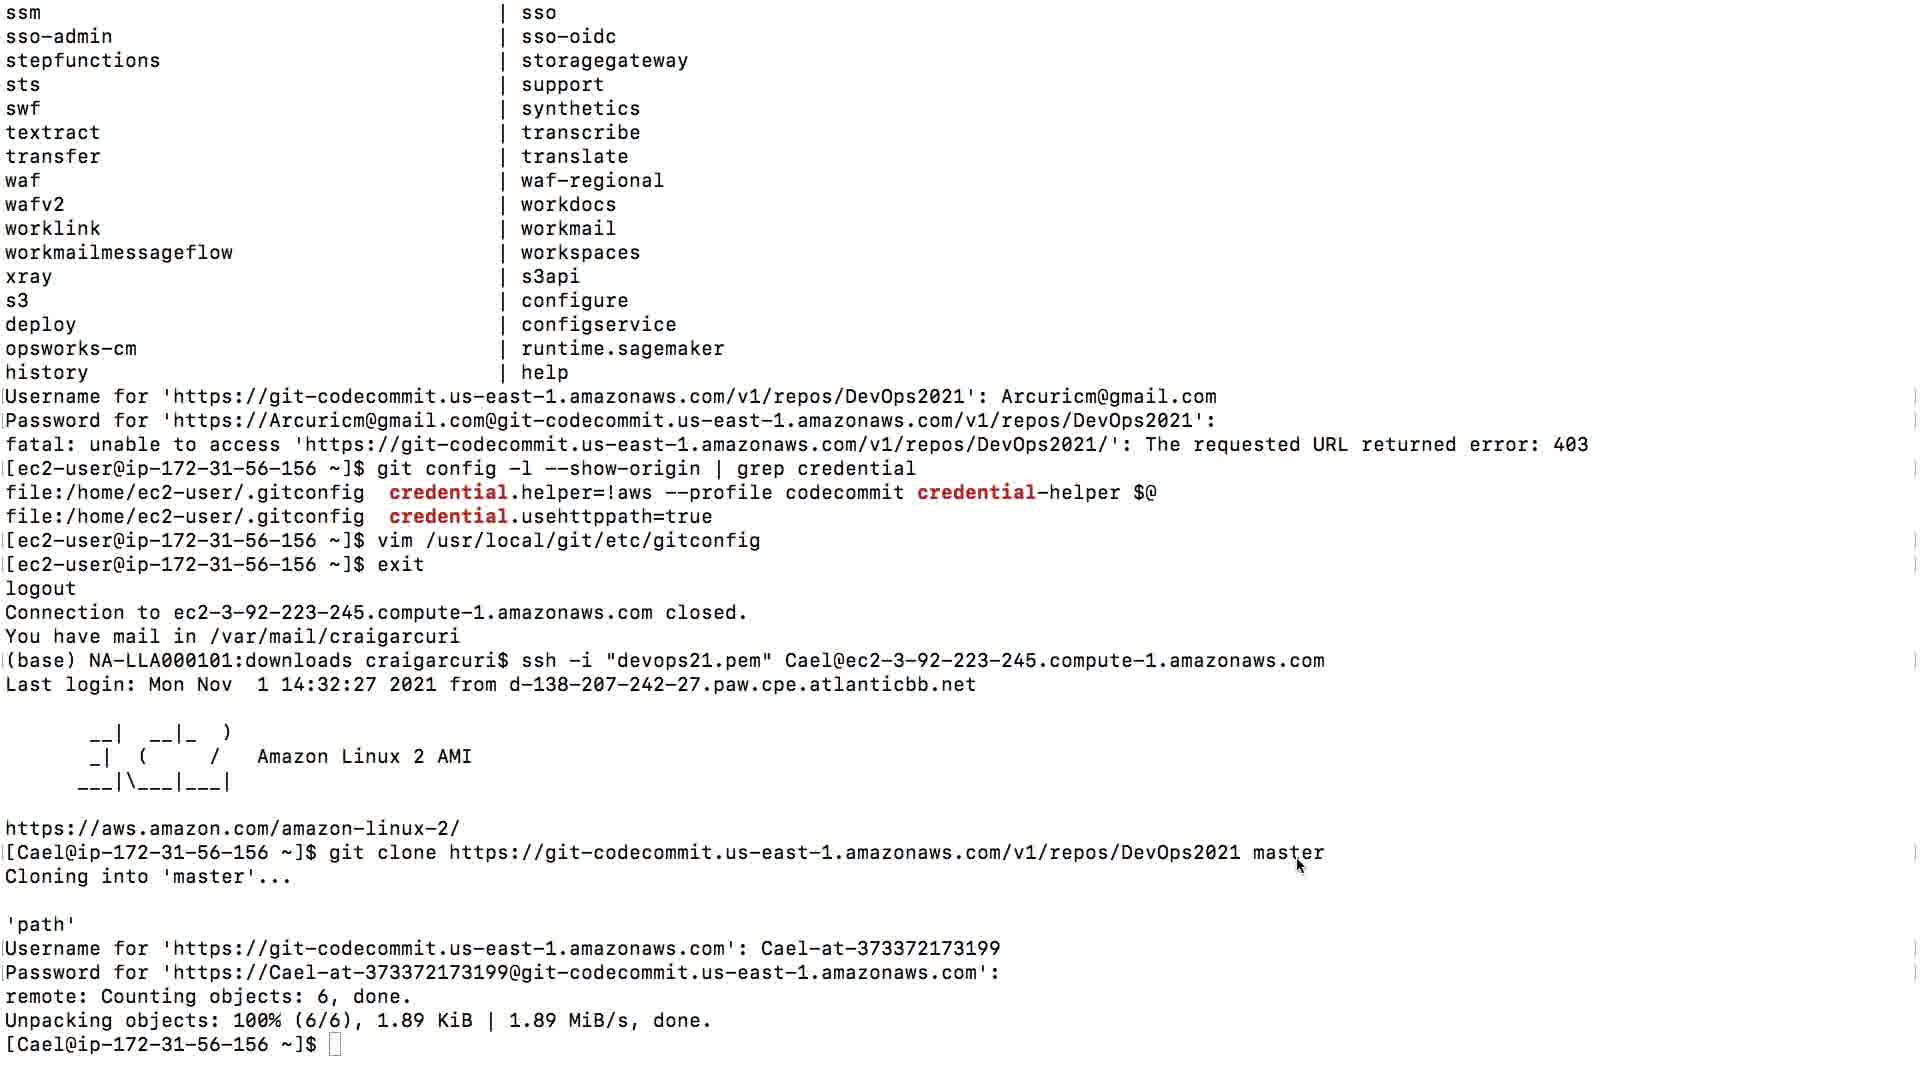 ssm | sso
sso-admin | sso-oidc
stepfunctions | storagegateway
sts | support
swf | synthetics
textract | transcribe
transfer | translate
waf | waf-regional
wafv2 | workdocs
worklink | workmail
workmailmessageflow | workspaces
xray | s3api
s3 | configure
deploy | configservice
opsworks-cm | runtime.sagemaker
history | help
Username for 'https://git-codecommit.us-east-1.amazonaws.com/v1/repos/DevOps2021': Arcuricm@gmail.com
Password for 'https://Arcuricm@gmail.com@git-codecommit.us-east-1.amazonaws.com/v1/repos/DevOps2021':
fatal: unable to access 'https://git-codecommit.us-east-1.amazonaws.com/v1/repos/DevOps2021/': The requested URL returned error: 403
[ec2-user@ip-172-31-56-156 ~]$ git config -l --show-origin | grep credential
file:/home/ec2-user/.gitconfig credential.helper=!aws --profile codecommit credential-helper $@
file:/home/ec2-user/.gitconfig credential.usehttppath=true
[ec2-user@ip-172-31-56-156 ~]$ vim /usr/local/git/etc/gitconfig
[ec2-user@ip-172-31-56-156 ~]$ exit
logout
Connection to ec2-3-92-223-245.compute-1.amazonaws.com closed.
You have mail in /var/mail/craigarcuri
(base) NA-LLA000101:downloads craigarcuri$ ssh -i "devops21.pem" Cael@ec2-3-92-223-245.compute-1.amazonaws.com
Last login: Mon Nov  1 14:32:27 2021 from d-138-207-242-27.paw.cpe.atlanticbb.net
       __|  __|_  )
       _|  (     /   Amazon Linux 2 AMI
      ___|\___|___|
https://aws.amazon.com/amazon-linux-2/
[Cael@ip-172-31-56-156 ~]$ git clone https://git-codecommit.us-east-1.amazonaws.com/v1/repos/DevOps2021 master
Cloning into 'master'...
'path'
Username for 'https://git-codecommit.us-east-1.amazonaws.com': Cael-at-373372173199
Password for 'https://Cael-at-373372173199@git-codecommit.us-east-1.amazonaws.com':
remote: Counting objects: 6, done.
Unpacking objects: 100% (6/6), 1.89 KiB | 1.89 MiB/s, done.
[Cael@ip-172-31-56-156 ~]$